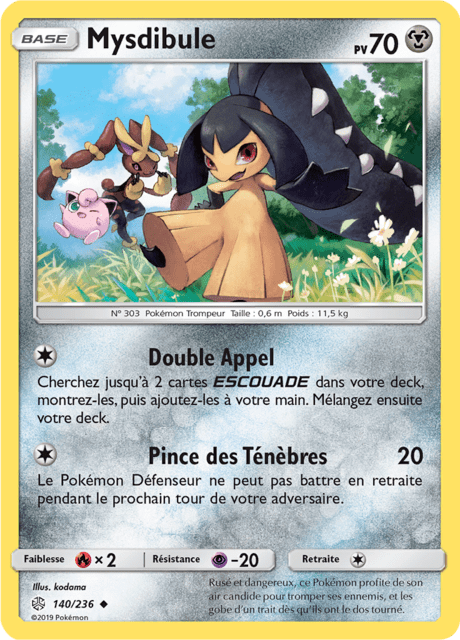 BASE Mysdibule PV70
N° 303 Pokémon Trompeur Taille : 0,6 m Poids : 11,5 kg
Double Appel
Cherchez jusqu'à 2 cartes ESCOUADE dans votre deck,
montrez-les, puis ajoutez-les à votre main. Mélangez ensuite
votre deck.
Pince des Ténèbres 20
Le Pokémon Défenseur ne peut pas battre en retraite
pendant le prochain tour de votre adversaire.
Faiblesse ×2 Résistance -20 Retraite
Illus. kodama
140/236
©2019 Pokémon
Rusé et dangereux, ce Pokémon profite de son
air candide pour tromper ses ennemis, et les
gobe d'un trait dès qu'ils ont le dos tourné.